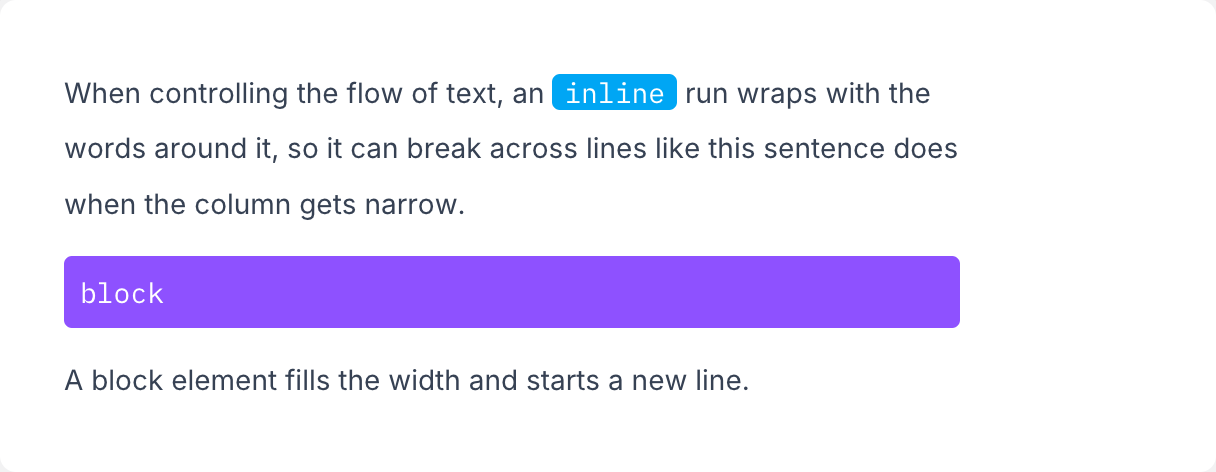 When controlling the flow of text, an inline run wraps with the
words around it, so it can break across lines like this sentence does
when the column gets narrow.
block
A block element fills the width and starts a new line.